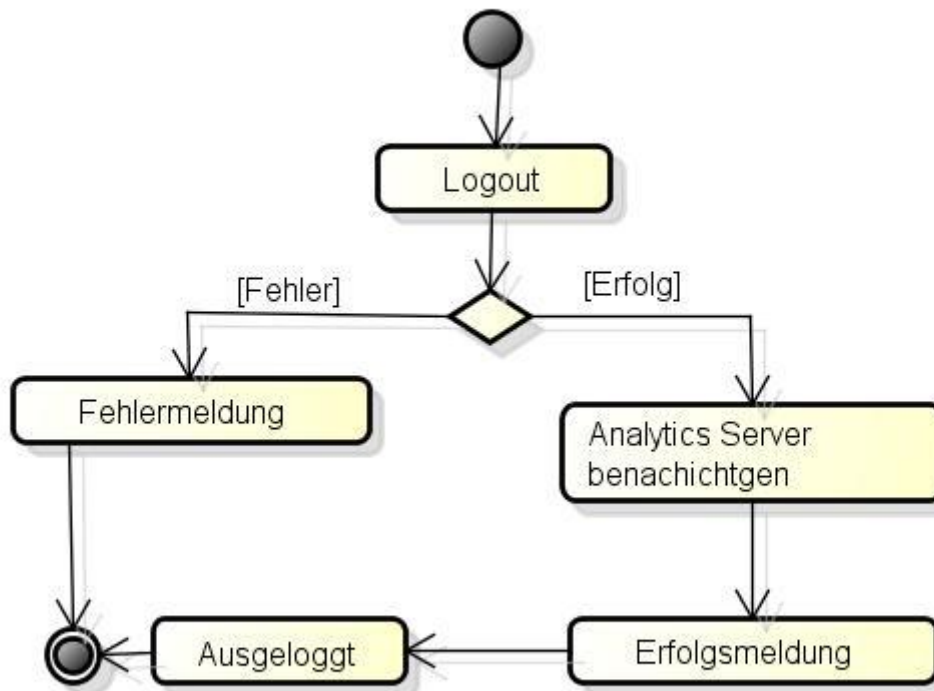 Logout
[Fehler]
[Erfolg]
Fehlermeldung
Analytics Server
benachichtgen
Ausgeloggt
Erfolgsmeldung